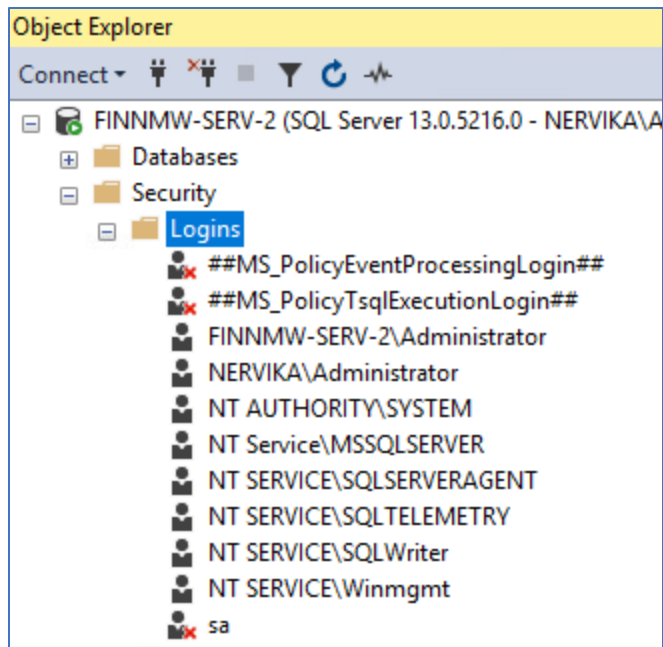 Object Explorer
Connect
FINNMW-SERV-2 (SQL Server 13.0.5216.0 - NERVIKA\A
Databases
Security
Logins
##MS_PolicyEventProcessingLogin##
##MS_PolicyTsqlExecutionLogin##
FINNMW-SERV-2\Administrator
NERVIKA\Administrator
NT AUTHORITY\SYSTEM
NT Service\MSSQLSERVER
NT SERVICE\SQLSERVERAGENT
NT SERVICE\SQLTELEMETRY
NT SERVICE\SQLWriter
NT SERVICE\Winmgmt
sa